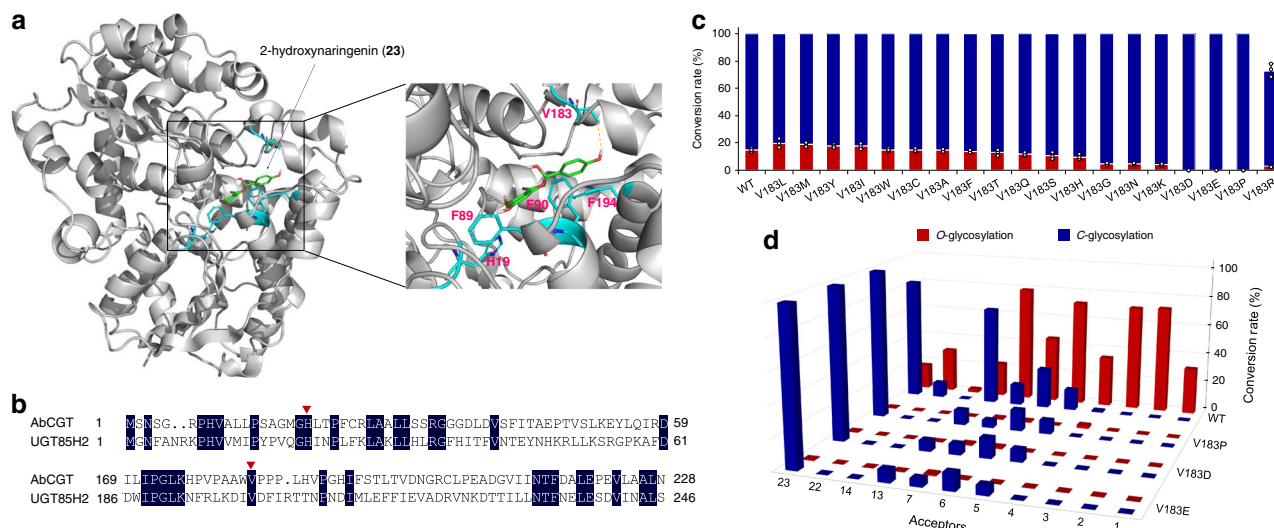 a
2-hydroxynaringenin (23)
V183
F90
F194
F89
H19
b
AbCGT 1 MSNSG..RPHVALLPSAGMGHLTPFCRLAALLSSRGGGDLDVSFITAEPTVSLKEYLQIRD 59
UGT85H2 1 MGNFANRKPHVVMIPYPVQGHINPLFKLAKLLHLRGFHITFVNTEYNHKRLLKSRGPKAFD 61
AbCGT 169 ILIPGLKHPVPAAWVPPP.LHVPGHIFSTLTVDNGRCLPEADGVIINTFDALEPEVLAALN 228
UGT85H2 186 DWIPGLKNFRLKDIVDFIRTTNPNDIMLEFFIEVADRVNKDTTILLNTFNELESDVINALS 246
c
Conversion rate (%)
100
80
60
40
20
0
WT V183L V183M V183Y V183I V183W V183C V183A V183F V183T V183Q V183S V183H V183G V183N V183K V183D V183E V183P V183R
d
O-glycosylation C-glycosylation
100
80
60
40
20
0
Conversion rate (%)
WT
V183P
V183D
V183E
23 22 14 13 7 6 5 4 3 2 1
Acceptors